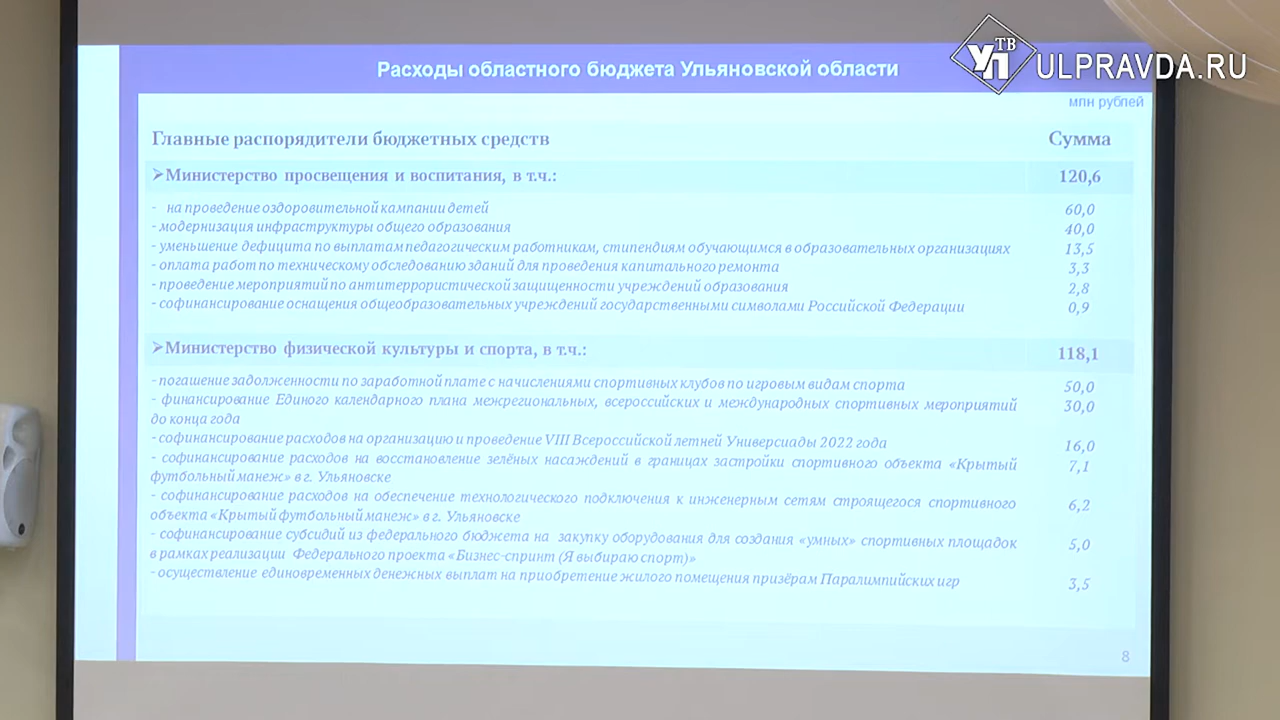 Расходы областного бюджета Ульяновской области
УП ТВ ULPRAVDA.RU
млн рублей
Главные распорядители бюджетных средств Сумма
➢Министерство просвещения и воспитания, в т.ч.: 120,6
- на проведение оздоровительной кампании детей 60,0
- модернизация инфраструктуры общего образования 40,0
- уменьшение дефицита по выплатам педагогическим работникам, стипендиям обучающимся в образовательных организациях 13,5
- оплата работ по техническому обследованию зданий для проведения капитального ремонта 3,3
- проведение мероприятий по антитеррористической защищенности учреждений образования 2,8
- софинансирование оснащения общеобразовательных учреждений государственными символами Российской Федерации 0,9
➢Министерство физической культуры и спорта, в т.ч.: 118,1
- погашение задолженности по заработной плате с начислениями спортивных клубов по игровым видам спорта 50,0
- финансирование Единого календарного плана межрегиональных, всероссийских и международных спортивных мероприятий 30,0
до конца года
- софинансирование расходов на организацию и проведение VIII Всероссийской летней Универсиады 2022 года 16,0
- софинансирование расходов на восстановление зелёных насаждений в границах застройки спортивного объекта «Крытый 7,1
футбольный манеж» в г. Ульяновске
- софинансирование расходов на обеспечение технологического подключения к инженерным сетям строящегося спортивного 6,2
объекта «Крытый футбольный манеж» в г. Ульяновске
- софинансирование субсидий из федерального бюджета на закупку оборудования для создания «умных» спортивных площадок 5,0
в рамках реализации Федерального проекта «Бизнес-спринт (Я выбираю спорт)»
- осуществление единовременных денежных выплат на приобретение жилого помещения призёрам Паралимпийских игр 3,5
8